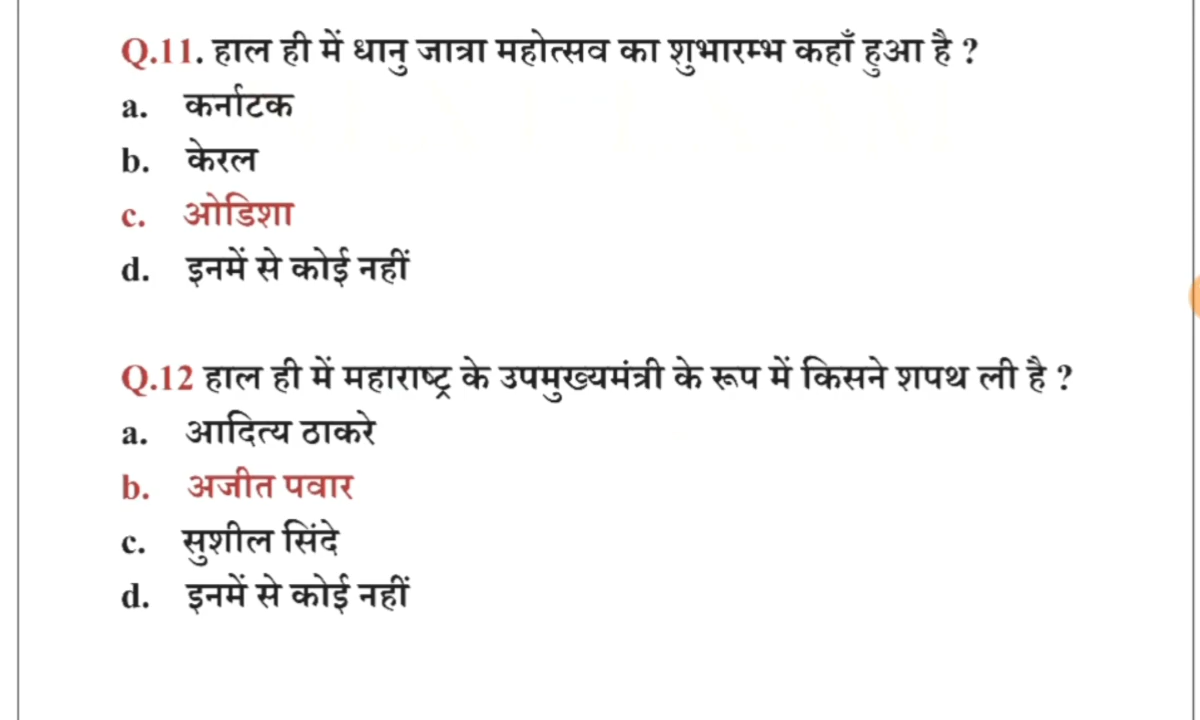 Q.11. हाल ही में धानु जात्रा महोत्सव का शुभारम्भ कहाँ हुआ है ?
a. कर्नाटक
b. केरल
c. ओडिशा
d. इनमें से कोई नहीं
Q.12 हाल ही में महाराष्ट्र के उपमुख्यमंत्री के रूप में किसने शपथ ली है ?
a. आदित्य ठाकरे
b. अजीत पवार
c. सुशील सिंदे
d. इनमें से कोई नहीं